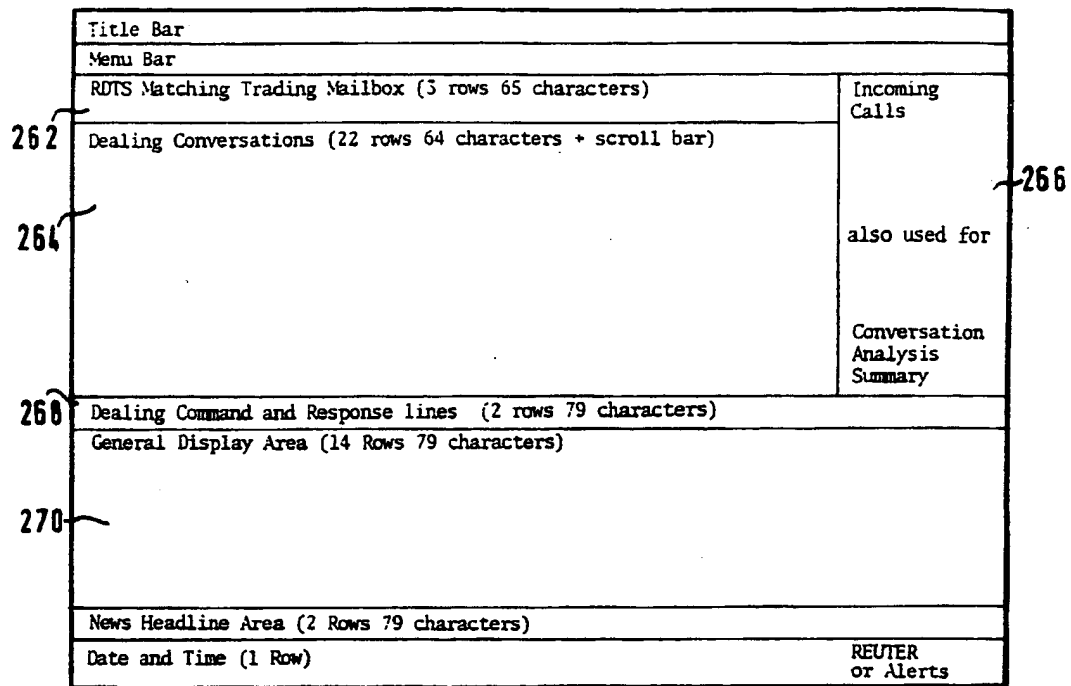 Title Bar
Menu Bar
RDTS Matching Trading Mailbox (3 rows 65 characters)
Incoming
Calls
262
Dealing Conversations (22 rows 64 characters + scroll bar)
266
264
also used for
Conversation
Analysis
Summary
268
Dealing Command and Response lines (2 rows 79 characters)
General Display Area (14 Rows 79 characters)
270
News Headline Area (2 Rows 79 characters)
Date and Time (1 Row)
REUTER
or Alerts